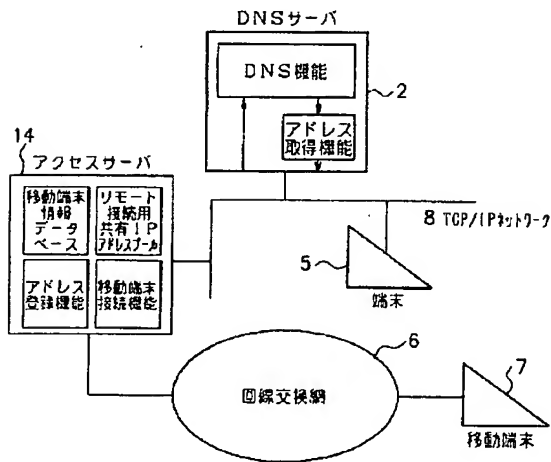 DNSサーバ
DNS機能
2
アドレス
取得機能
14
アクセスサーバ
移動端末
情報
データ
ベース
リモート
接続用
共有IP
アドレスプール
アドレス
登録機能
移動端末
接続機能
8 TCP/IPネットワーク
5
端末
6
回線交換網
7
移動端末